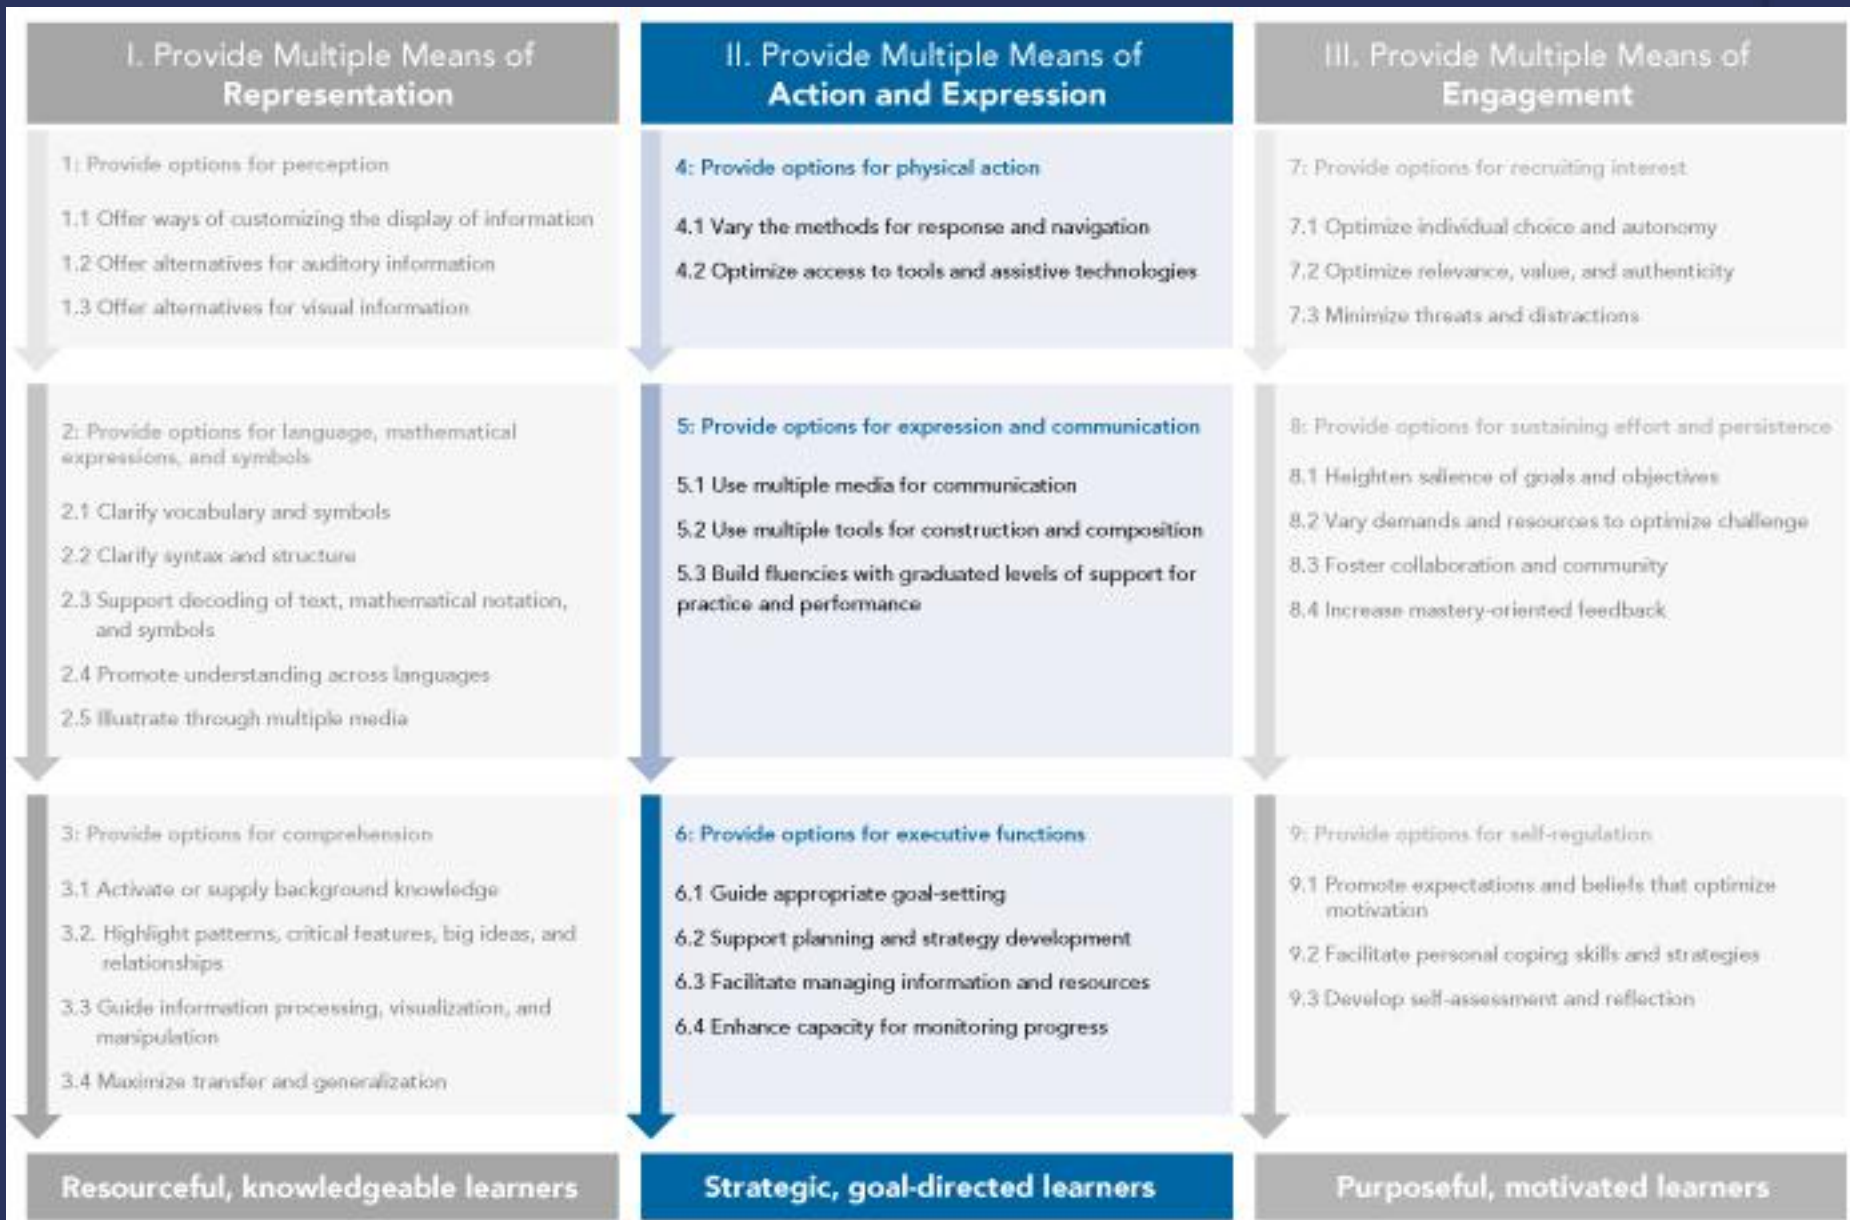 I. Provide Multiple Means of
Representation
1: Provide options for perception
1.1 Offer ways of customizing the display of information
1.2 Offer alternatives for auditory information
1.3 Offer alternatives for visual information
2: Provide options for language, mathematical
expressions, and symbols
2.1 Clarify vocabulary and symbols
2.2 Clarify syntax and structure
2.3 Support decoding of text, mathematical notation,
and symbols
2.4 Promote understanding across languages
2.5 Illustrate through multiple media
3: Provide options for comprehension
3.1 Activate or supply background knowledge
3.2. Highlight patterns, critical features, big ideas, and
relationships
3.3 Guide information processing, visualization, and
manipulation
3.4 Maximize transfer and generalization
Resourceful, knowledgeable learners
II. Provide Multiple Means of
Action and Expression
4: Provide options for physical action
4.1 Vary the methods for response and navigation
4.2 Optimize access to tools and assistive technologies
5: Provide options for expression and communication
5.1 Use multiple media for communication
5.2 Use multiple tools for construction and composition
5.3 Build fluencies with graduated levels of support for
practice and performance
6: Provide options for executive functions
6.1 Guide appropriate goal-setting
6.2 Support planning and strategy development
6.3 Facilitate managing information and resources
6.4 Enhance capacity for monitoring progress
Strategic, goal-directed learners
III. Provide Multiple Means of
Engagement
7: Provide options for recruiting interest
7.1 Optimize individual choice and autonomy
7.2 Optimize relevance, value, and authenticity
7.3 Minimize threats and distractions
8: Provide options for sustaining effort and persistence
8.1 Heighten salience of goals and objectives
8.2 Vary demands and resources to optimize challenge
8.3 Foster collaboration and community
8.4 Increase mastery-oriented feedback
9: Provide options for self-regulation
9.1 Promote expectations and beliefs that optimize
motivation
9.2 Facilitate personal coping skills and strategies
9.3 Develop self-assessment and reflection
Purposeful, motivated learners